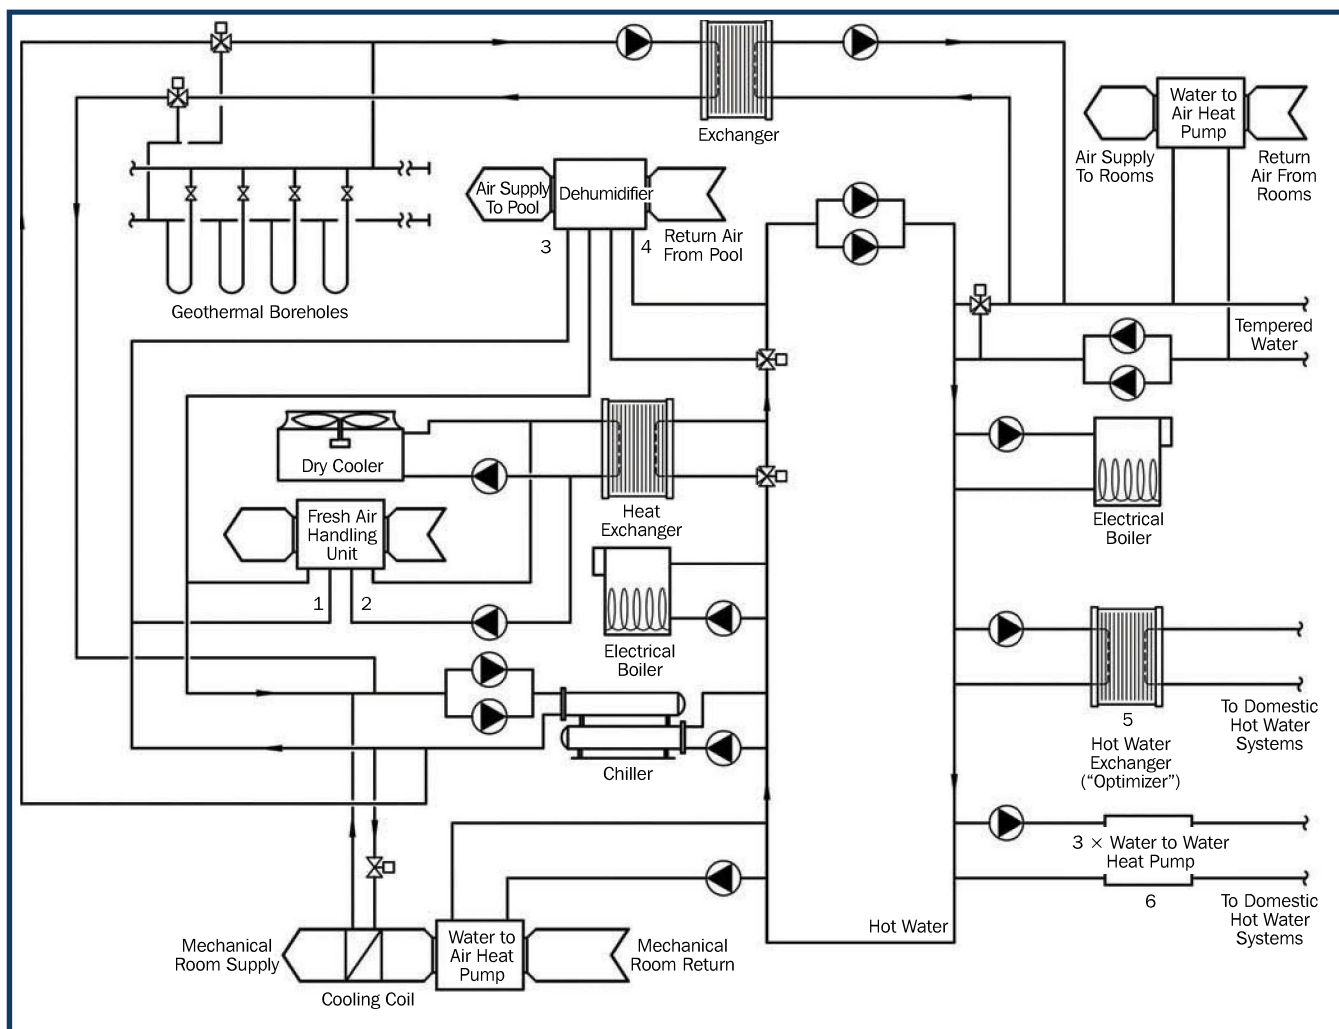 Exchanger
Water to
Air Heat
Pump
Air Supply
To Rooms
Return
Air From
Rooms
Air Supply
To Pool
Dehumidifier
3
4
Return Air
From Pool
Geothermal Boreholes
Tempered
Water
Dry Cooler
Heat
Exchanger
Fresh Air
Handling
Unit
1
2
Electrical
Boiler
Electrical
Boiler
5
Hot Water
Exchanger
(“Optimizer”)
To Domestic
Hot Water
Systems
Chiller
3 × Water to Water
Heat Pump
6
To Domestic
Hot Water
Systems
Hot Water
Mechanical
Room Supply
Water to
Air Heat
Pump
Mechanical
Room Return
Cooling Coil